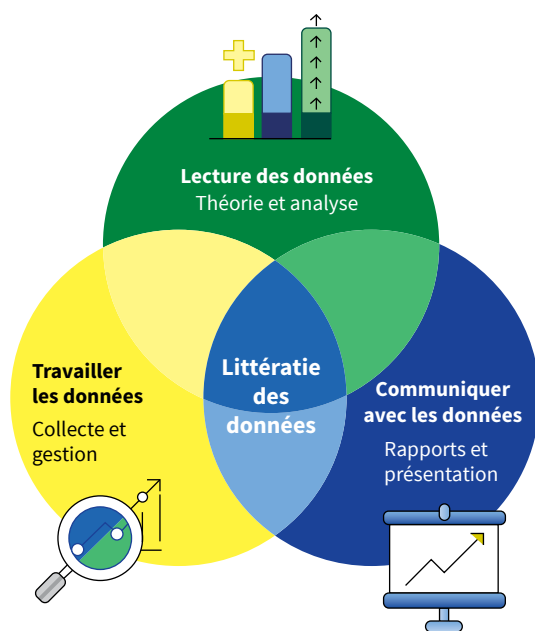 Lecture des données
Théorie et analyse
Travailler
les données
Collecte et
gestion
Littératie
des
données
Communiquer
avec les données
Rapports et
présentation